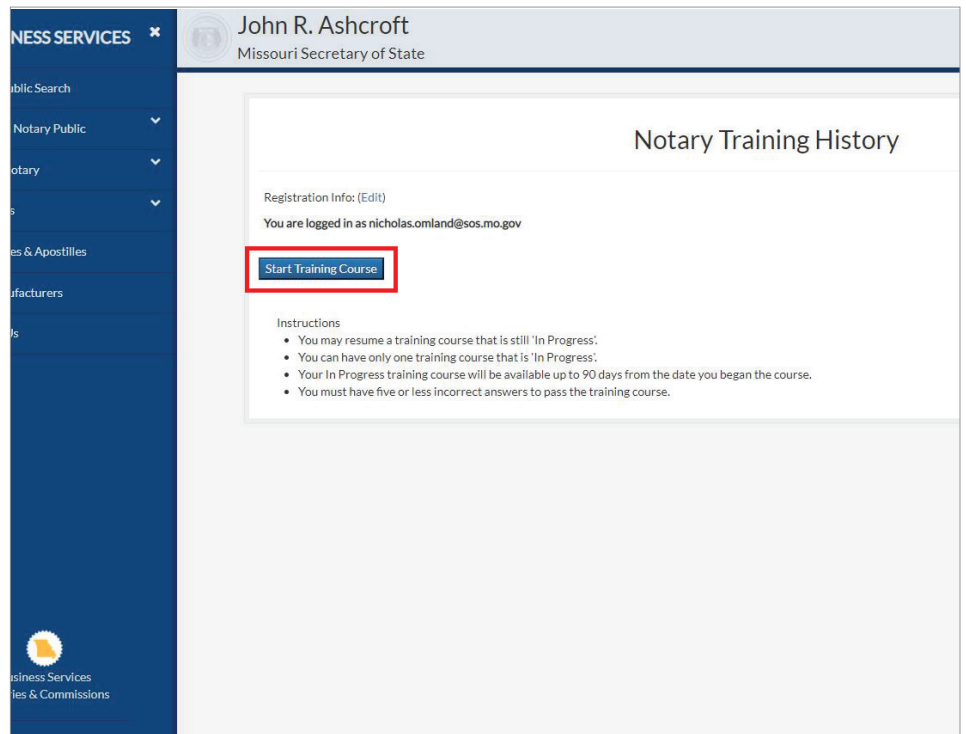 NESS SERVICES ×
Public Search
Notary Public
otary
s
es & Apostilles
ufacturers
Us
usiness Services
ies & Commissions
John R. Ashcroft
Missouri Secretary of State
Notary Training History
Registration Info: (Edit)
You are logged in as nicholas.omland@sos.mo.gov
Start Training Course
Instructions
• You may resume a training course that is still 'In Progress'.
• You can have only one training course that is 'In Progress'.
• Your In Progress training course will be available up to 90 days from the date you began the course.
• You must have five or less incorrect answers to pass the training course.